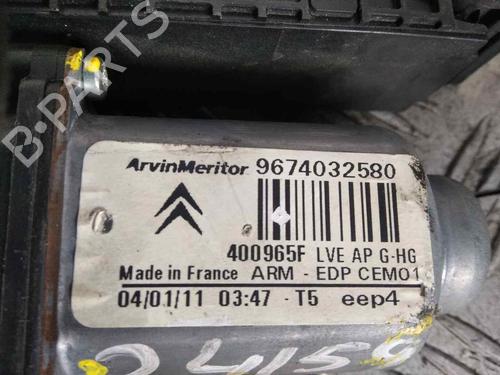 B-PARTS
ArvinMeritor 9674032580
400965F LVE AP G-HG
Made in France ARM - EDP CEM01
04/01/11 03:47 - T5 eep4